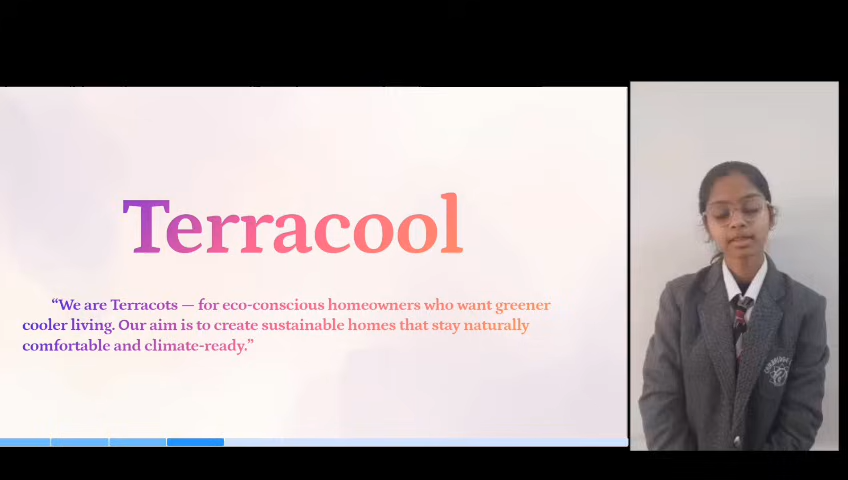 Terracool
“We are Terracots — for eco-conscious homeowners who want greener
cooler living. Our aim is to create sustainable homes that stay naturally
comfortable and climate-ready.”